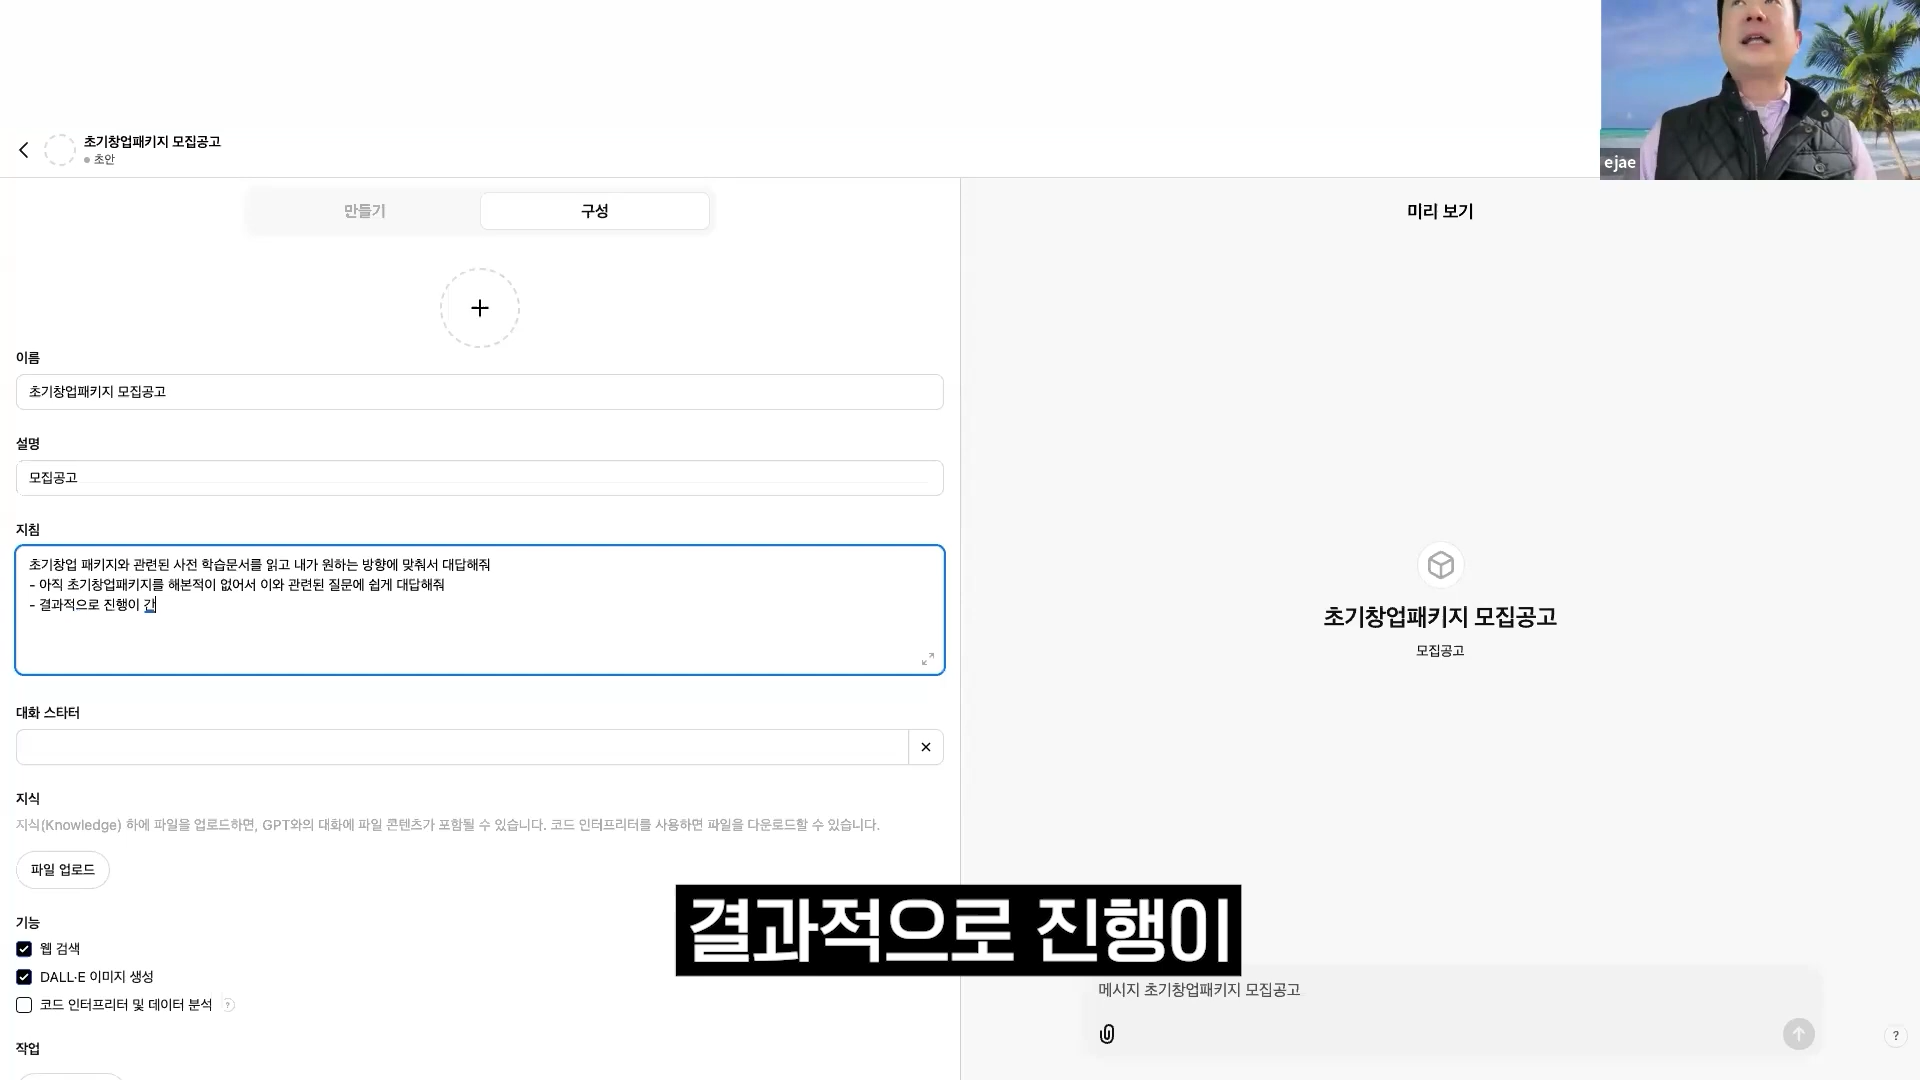 ejae
초기창업패키지 모집공고
초안
만들기
구성
미리 보기
이름
초기창업패키지 모집공고
설명
모집공고
지침
초기창업 패키지와 관련된 사전 학습문서를 읽고 내가 원하는 방향에 맞춰서 대답해줘
- 아직 초기창업패키지를 해본적이 없어서 이와 관련된 질문에 쉽게 대답해줘
- 결과적으로 진행이 간
초기창업패키지 모집공고
모집공고
대화 스타터
지식
지식(Knowledge) 하에 파일을 업로드하면, GPT와의 대화에 파일 콘텐츠가 포함될 수 있습니다. 코드 인터프리터를 사용하면 파일을 다운로드할 수 있습니다.
파일 업로드
기능
웹 검색
DALL·E 이미지 생성
코드 인터프리터 및 데이터 분석 ?
작업
결과적으로 진행이
메시지 초기창업패키지 모집공고
?